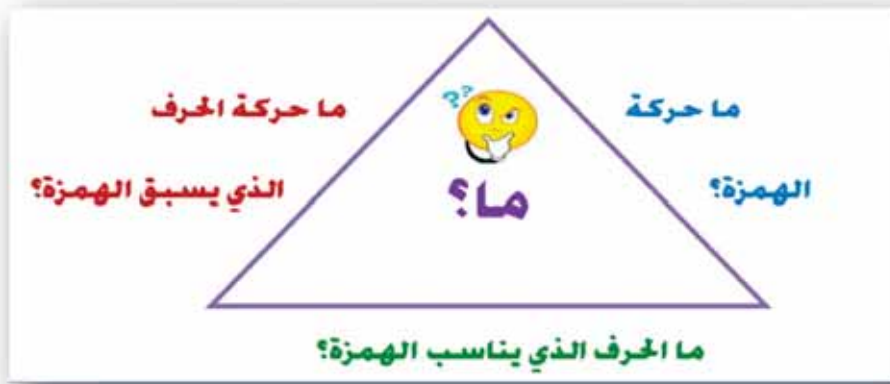 ما حركة
الهمزة؟
ما حركة الحرف
الذي يسبق الهمزة؟
??
ما؟
ما الحرف الذي يناسب الهمزة؟